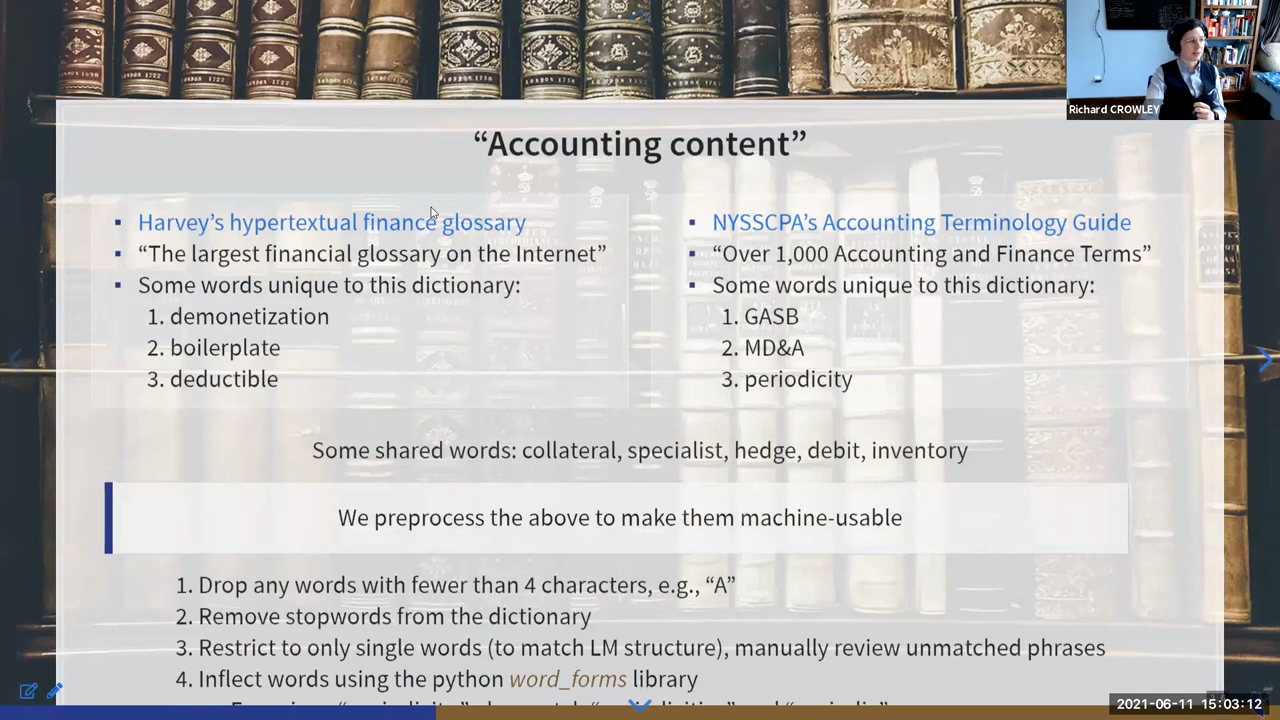 Richard CROWLEY
“Accounting content”
Harvey’s hypertextual finance glossary
“The largest financial glossary on the Internet”
Some words unique to this dictionary:
1. demonetization
2. boilerplate
3. deductible
NYSSCPA’s Accounting Terminology Guide
“Over 1,000 Accounting and Finance Terms”
Some words unique to this dictionary:
1. GASB
2. MD&A
3. periodicity
Some shared words: collateral, specialist, hedge, debit, inventory
We preprocess the above to make them machine-usable
1. Drop any words with fewer than 4 characters, e.g., “A”
2. Remove stopwords from the dictionary
3. Restrict to only single words (to match LM structure), manually review unmatched phrases
4. Inflect words using the python word_forms library
2021-06-11 15:03:12